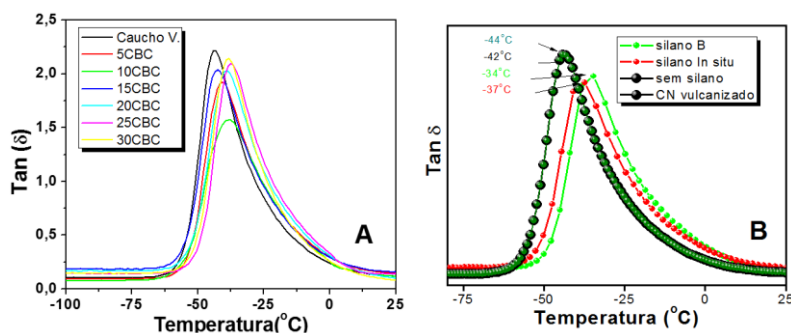 2,5
2,0
1,5
1,0
0,5
0,0
Tan (δ)
-100
-75
-50
-25
0
25
Temperatura(°C)
Caucho V.
5CBC
10CBC
15CBC
20CBC
25CBC
30CBC
A
-44°C
-42°C
-34°C
-37°C
silano B
silano In situ
sem silano
CN vulcanizado
Tan δ
B
-75
-50
-25
0
25
Temperatura (°C)